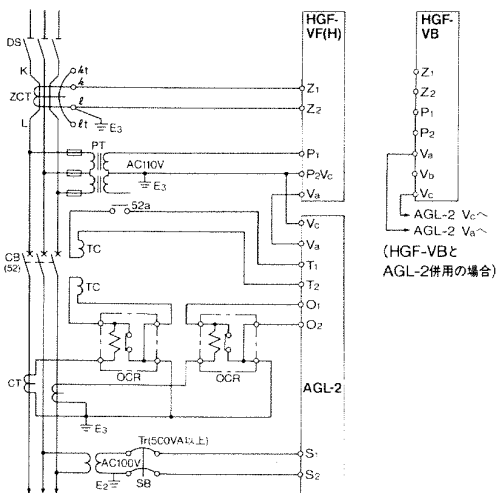 HGF-
VF(H)
HGF-
VB
DS
K
kt
k
ZCT
l
L
lt
E3
Z1
Z2
PT
AC110V
E3
P1
P2Vc
Va
52a
TC
Vc
Va
T1
T2
CB
(52)
TC
O1
O2
OCR
OCR
CT
AGL-2
E3
Tr(500VA以上)
AC100V
E2
SB
S1
S2
Z1
Z2
P1
P2
Va
Vb
Vc
AGL-2 Vcへ
AGL-2 Vaへ
(HGF-VBと
AGL-2併用の場合)